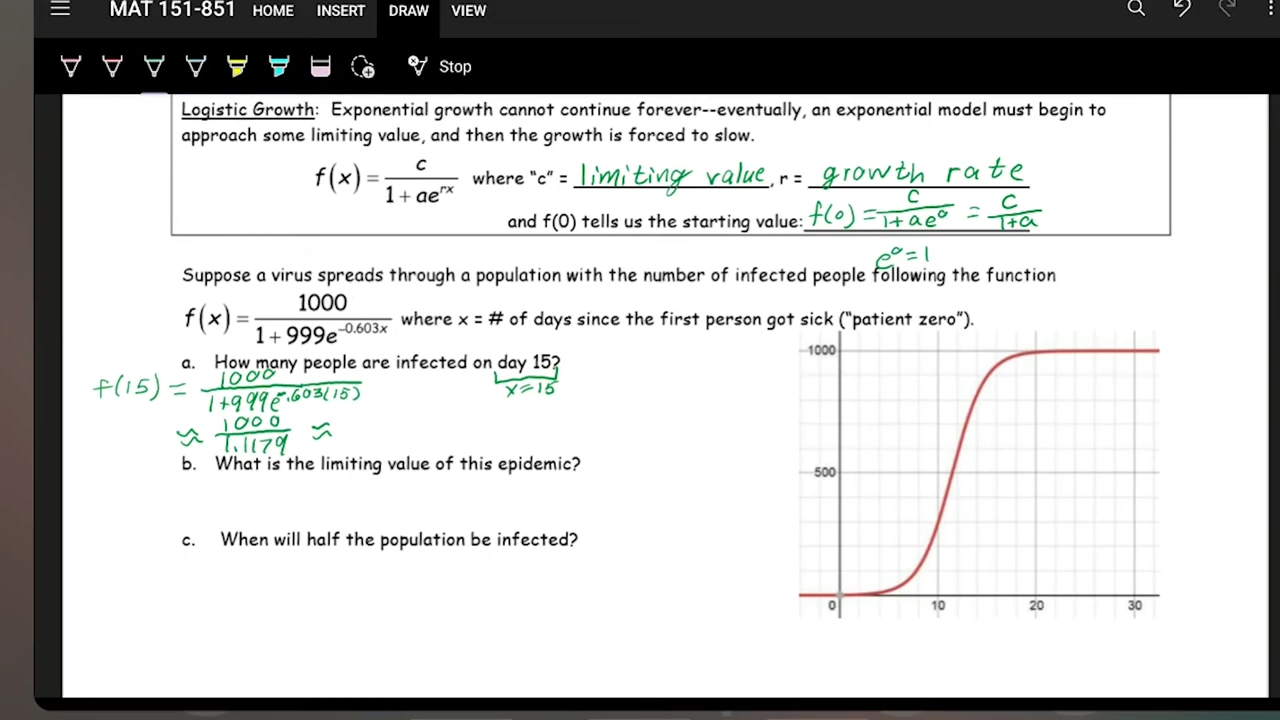 MAT 151-851 HOME INSERT DRAW VIEW
Stop
Logistic Growth: Exponential growth cannot continue forever--eventually, an exponential model must begin to
approach some limiting value, and then the growth is forced to slow.
f(x) = c / (1 + ae^(rx)) where "c" = limiting value, r = growth rate
and f(0) tells us the starting value: f(0) = c / (1+ae^0) = c / (1+a)
e^0 = 1
Suppose a virus spreads through a population with the number of infected people following the function
f(x) = 1000 / (1 + 999e^(-0.603x)) where x = # of days since the first person got sick ("patient zero").
a. How many people are infected on day 15?
x=15
f(15) = 1000 / (1+999e^(-.603(15)))
≈ 1000 / 1.1179 ≈
b. What is the limiting value of this epidemic?
c. When will half the population be infected?
1000
500
0 10 20 30